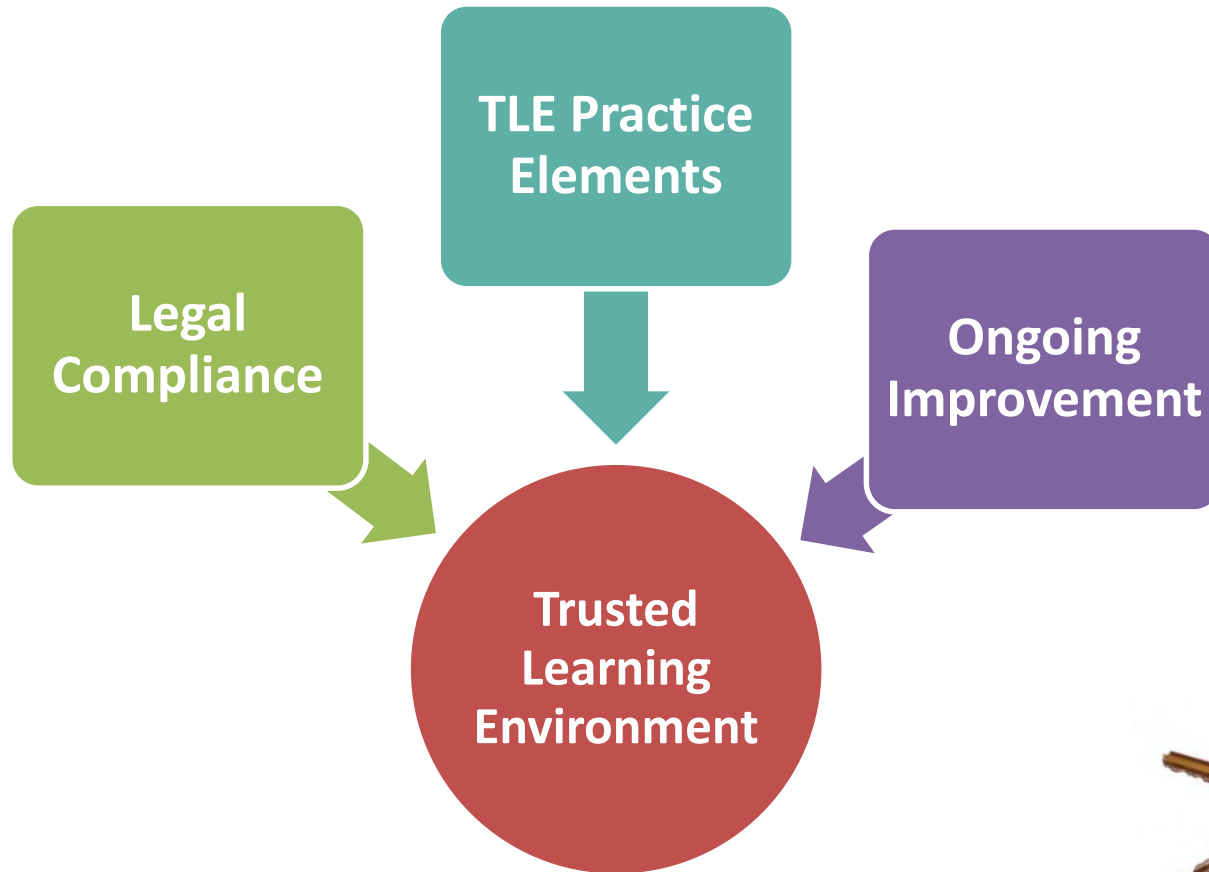 TLE Practice
Elements
Legal
Compliance
Ongoing
Improvement
Trusted
Learning
Environment